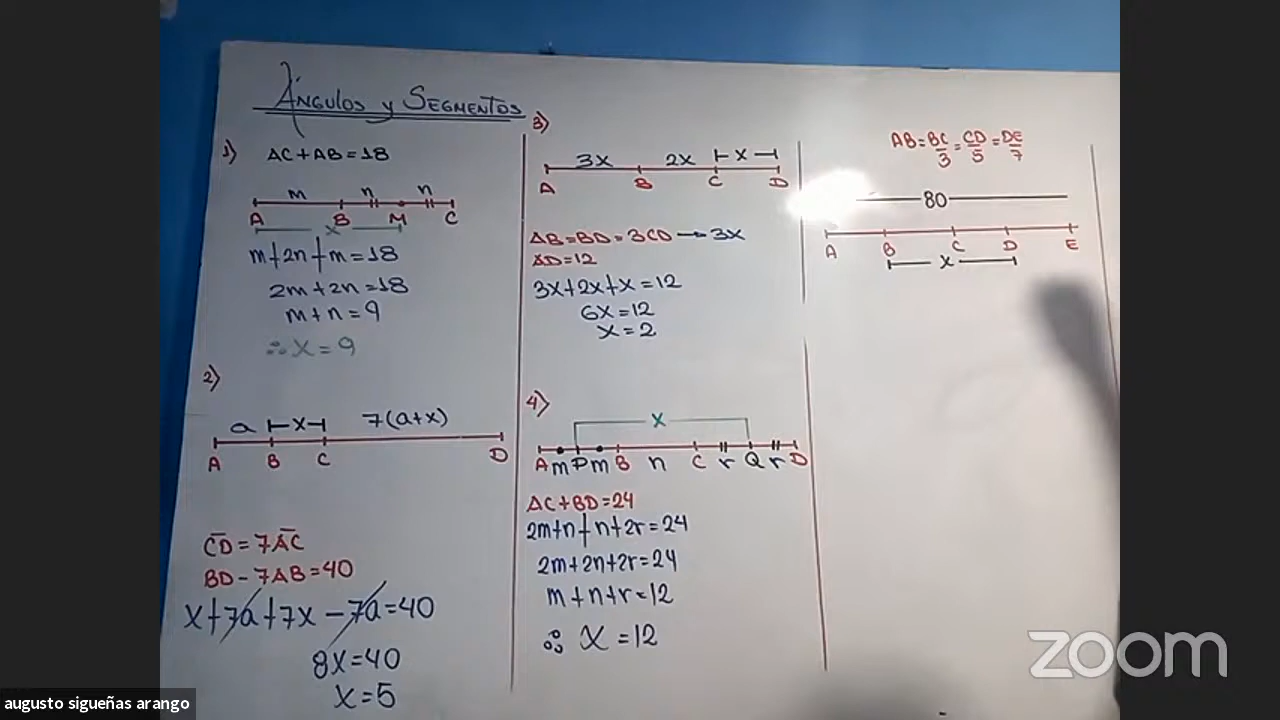 ÁNGULOS y SEGMENTOS
1)
AC+AB=18
m n n
A B M C
x
m+2n+m=18
2m+2n=18
m+n=9
∴ x=9
2)
a x 7(a+x)
A B C D
CD=7AC
BD-7AB=40
x+7a+7x-7a=40
8x=40
x=5
3)
3x 2x x
A B C D
AB=BD=3CD→3x
AD=12
3x+2x+x=12
6x=12
x=2
4)
x
A m P m B n C r Q r D
AC+BD=24
2m+n+n+2r=24
2m+2n+2r=24
m+n+r=12
∴ x=12
AB=BC/3=CD/5=DE/7
80
A B C D E
x
zoom
augusto sigueñas arango